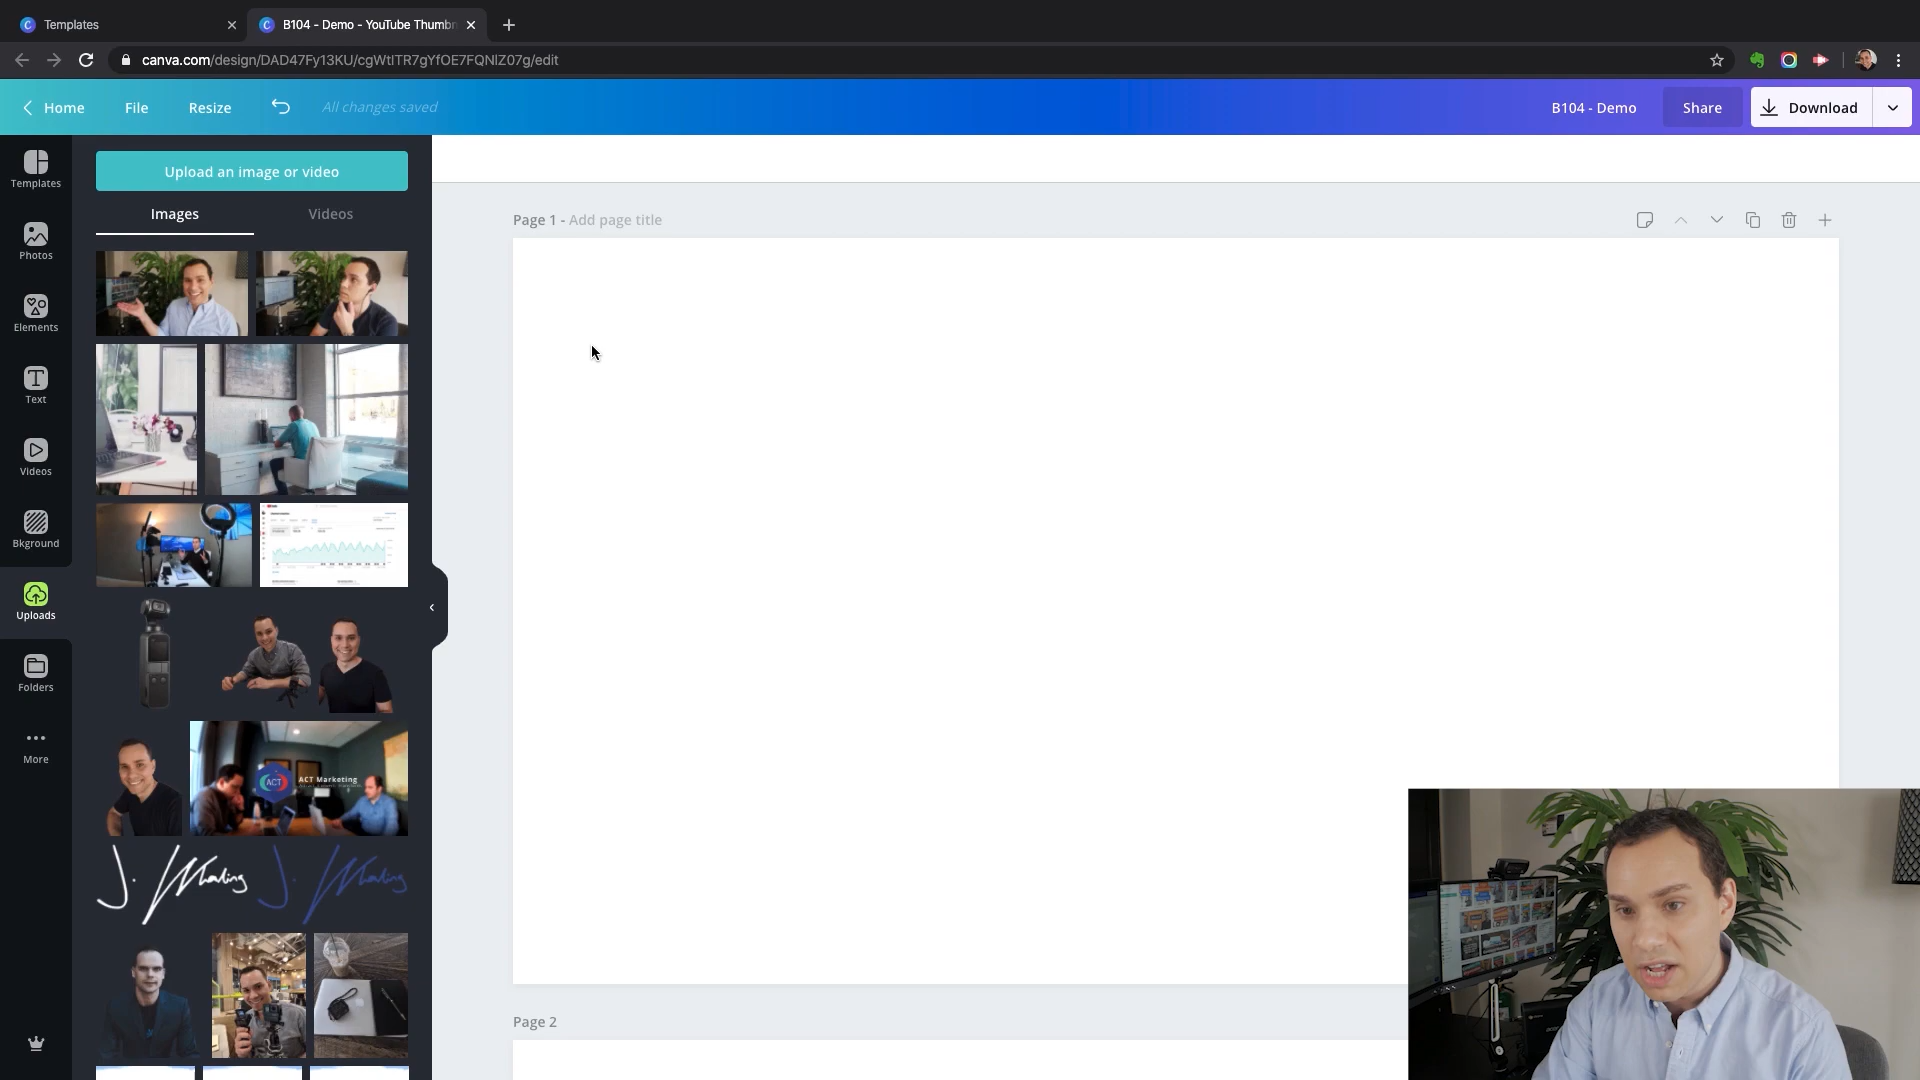 Templates
B104 - Demo - YouTube Thumbn
canva.com/design/DAD47Fy13KU/cgWtITR7gYfOE7FQNIZ07g/edit
Home
File
Resize
All changes saved
B104 - Demo
Share
Download
Templates
Photos
Elements
Text
Videos
Bkground
Uploads
Folders
More
Upload an image or video
Images
Videos
ACT
ACT Marketing
Page 1 - Add page title
Page 2